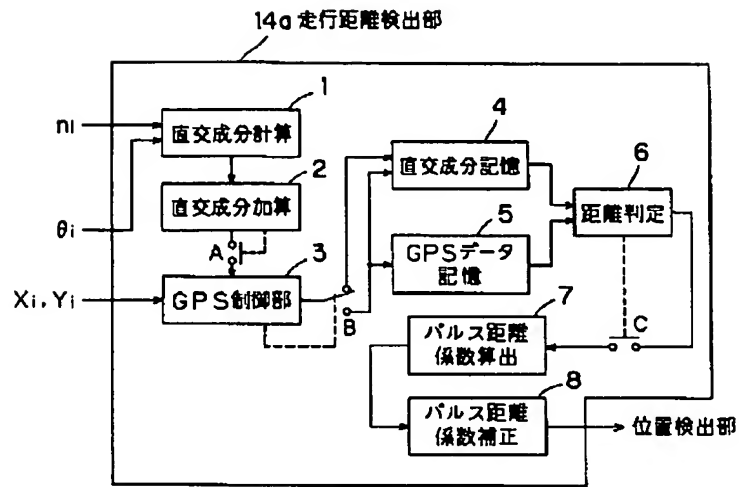 14a 走行距離検出部
1
ni
直交成分計算
2
θi
直交成分加算
A
3
Xi, Yi
GPS制御部
B
4
直交成分記憶
5
GPSデータ
記憶
6
距離判定
7
パルス距離
係数算出
C
8
パルス距離
係数補正
位置検出部